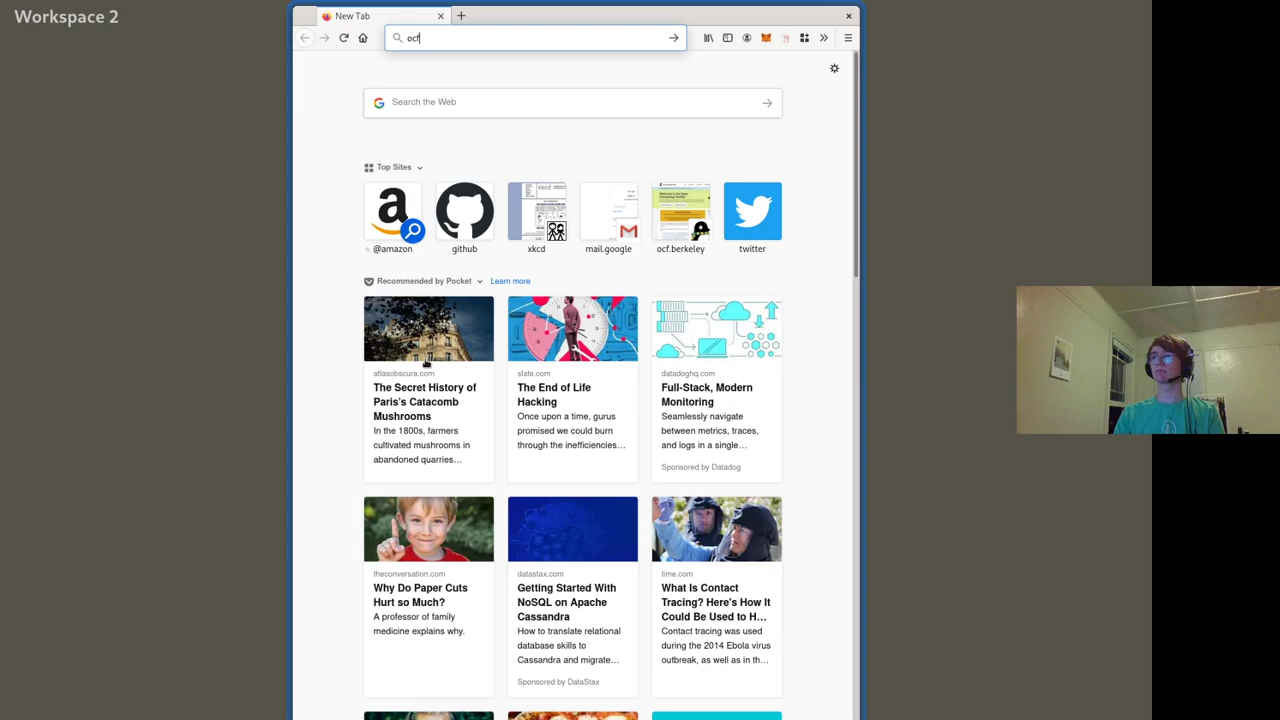 Workspace 2
New Tab
ocf
Search the Web
Top Sites
@amazon
github
xkcd
mail.google
ocf.berkeley
twitter
Recommended by Pocket
Learn more
atlasobscura.com
The Secret History of
Paris's Catacomb
Mushrooms
In the 1800s, farmers
cultivated mushrooms in
abandoned quarries…
slate.com
The End of Life
Hacking
Once upon a time, gurus
promised we could burn
through the inefficiencies…
datadoghq.com
Full-Stack, Modern
Monitoring
Seamlessly navigate
between metrics, traces,
and logs in a single…
Sponsored by Datadog
theconversation.com
Why Do Paper Cuts
Hurt so Much?
A professor of family
medicine explains why.
datastax.com
Getting Started With
NoSQL on Apache
Cassandra
How to translate relational
database skills to
Cassandra and migrate…
Sponsored by DataStax
time.com
What Is Contact
Tracing? Here's How It
Could Be Used to H…
Contact tracing was used
during the 2014 Ebola virus
outbreak, as well as in th…